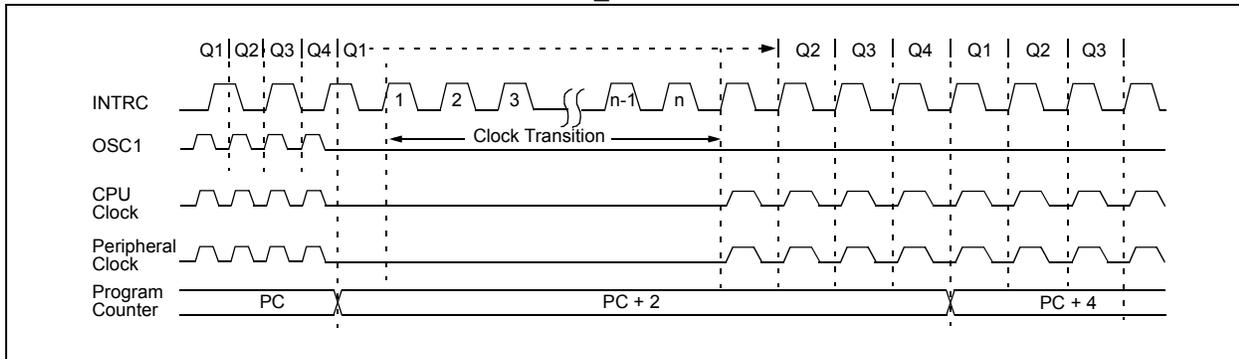 Q1 Q2 Q3 Q4 Q1 Q2 Q3 Q4 Q1 Q2 Q3
INTRC 1 2 3 n-1 n
OSC1 Clock Transition
CPU
Clock
Peripheral
Clock
Program
Counter PC PC + 2 PC + 4